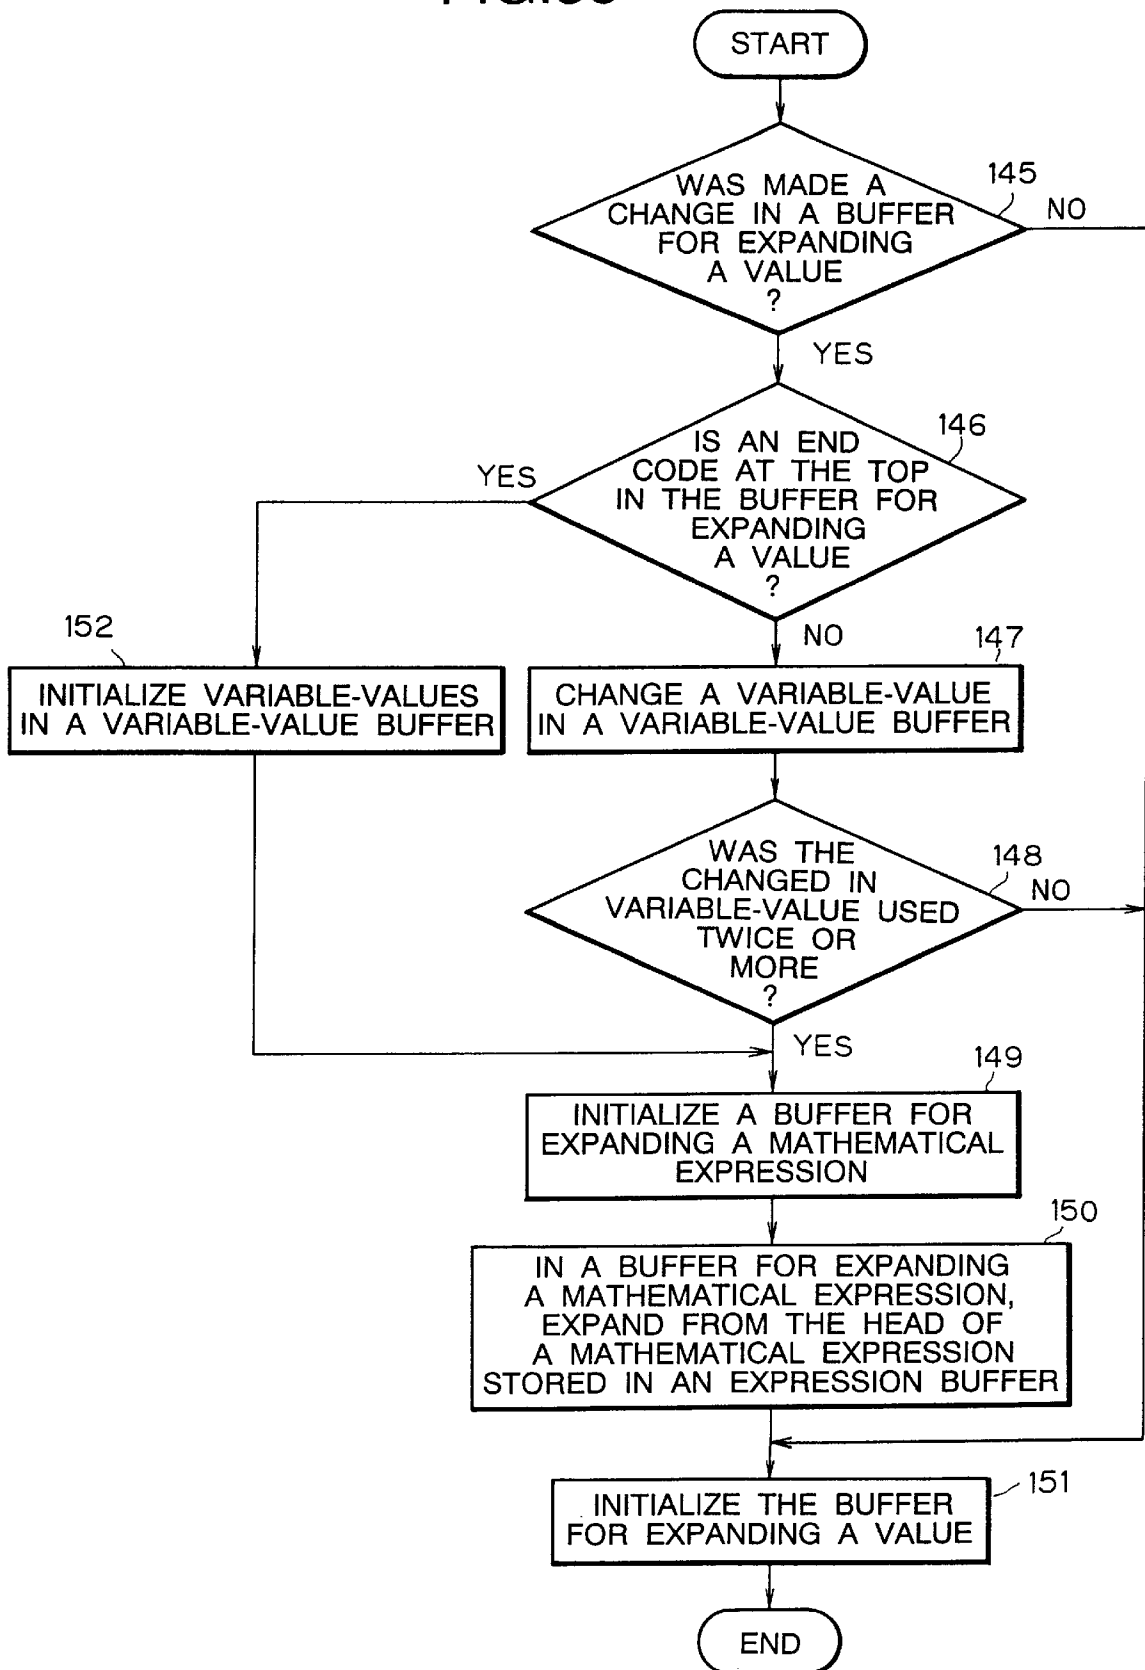 START
WAS MADE A
CHANGE IN A BUFFER
FOR EXPANDING
A VALUE
?
145
NO
YES
IS AN END
CODE AT THE TOP
IN THE BUFFER FOR
EXPANDING
A VALUE
?
146
YES
NO
152
INITIALIZE VARIABLE-VALUES
IN A VARIABLE-VALUE BUFFER
147
CHANGE A VARIABLE-VALUE
IN A VARIABLE-VALUE BUFFER
WAS THE
CHANGED IN
VARIABLE-VALUE USED
TWICE OR
MORE
?
148
NO
YES
149
INITIALIZE A BUFFER FOR
EXPANDING A MATHEMATICAL
EXPRESSION
150
IN A BUFFER FOR EXPANDING
A MATHEMATICAL EXPRESSION,
EXPAND FROM THE HEAD OF
A MATHEMATICAL EXPRESSION
STORED IN AN EXPRESSION BUFFER
151
INITIALIZE THE BUFFER
FOR EXPANDING A VALUE
END